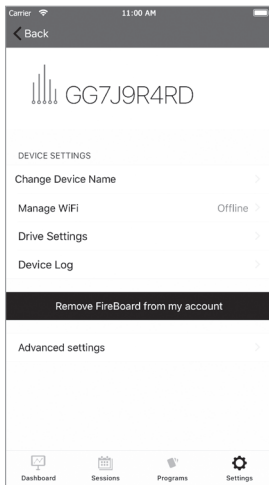 Carrier 11:00 AM
Back
GG7J9R4RD
DEVICE SETTINGS
Change Device Name
Manage WiFi Offline
Drive Settings
Device Log
Remove FireBoard from my account
Advanced settings
Dashboard Sessions Programs Settings